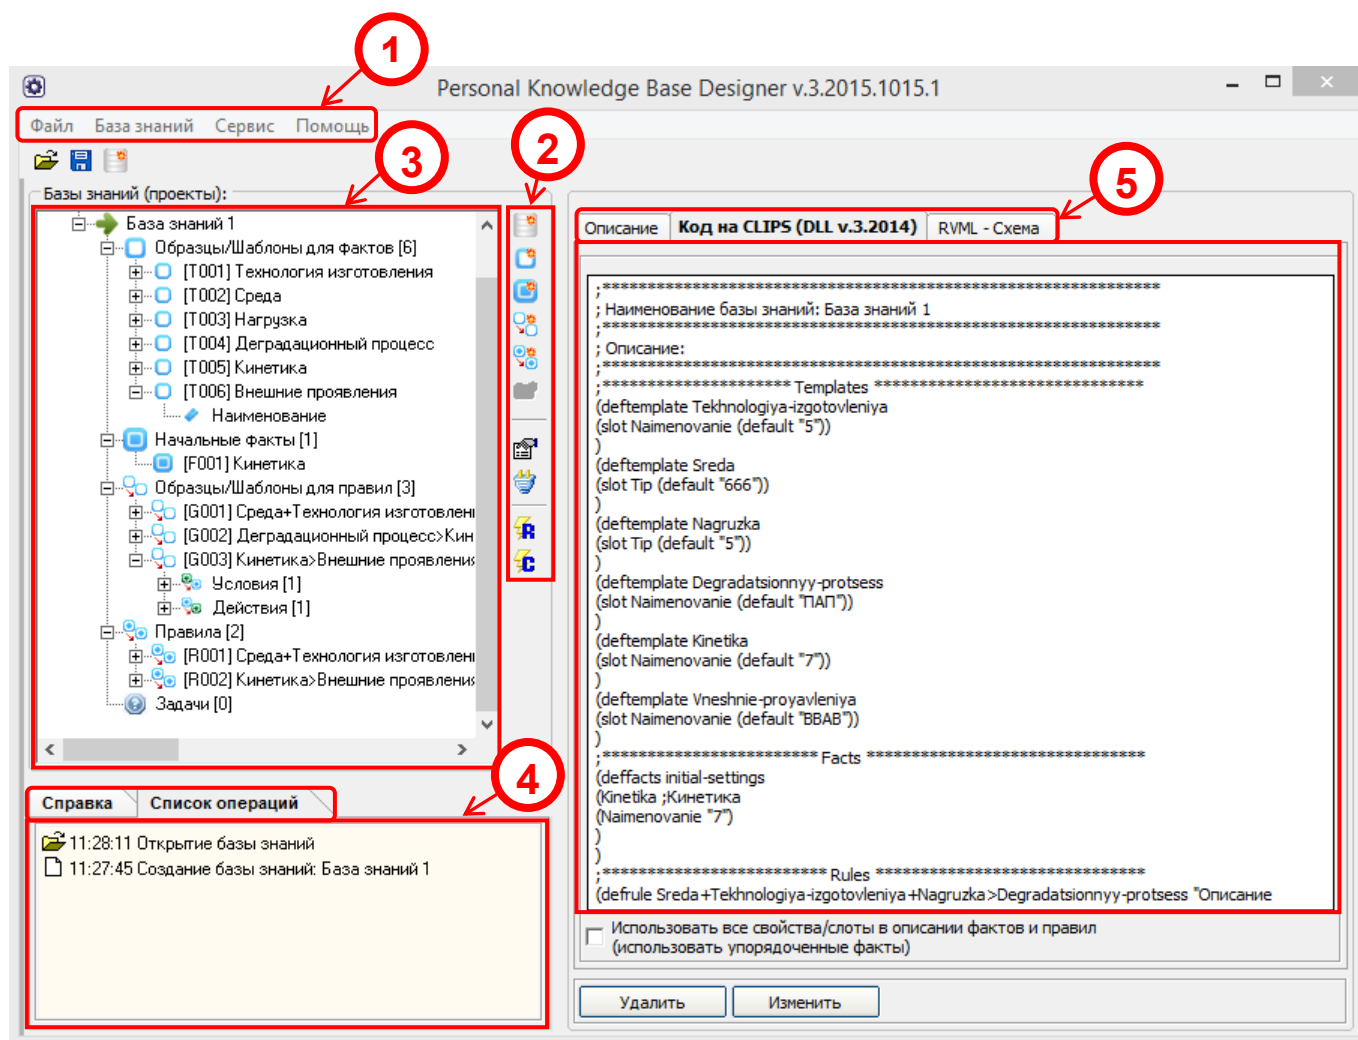 1
Personal Knowledge Base Designer v.3.2015.1015.1
Файл База знаний Сервис Помощь
3
2
5
Базы знаний (проекты):
База знаний 1
Образцы/Шаблоны для фактов [6]
[T001] Технология изготовления
[T002] Среда
[T003] Нагрузка
[T004] Деградационный процесс
[T005] Кинетика
[T006] Внешние проявления
Наименование
Начальные факты [1]
[F001] Кинетика
Образцы/Шаблоны для правил [3]
[G001] Среда+Технология изготовлен
[G002] Деградационный процесс>Кин
[G003] Кинетика>Внешние проявления
Условия [1]
Действия [1]
Правила [2]
[R001] Среда+Технология изготовлен
[R002] Кинетика>Внешние проявления
Задачи [0]
R
C
4
Справка Список операций
11:28:11 Открытие базы знаний
11:27:45 Создание базы знаний: База знаний 1
Описание Код на CLIPS (DLL v.3.2014) RVML - Схема
;**************************************************************
; Наименование базы знаний: База знаний 1
;**************************************************************
; Описание:
;**************************************************************
;********************* Templates ******************************
(deftemplate Tekhnologiya-izgotovleniya
(slot Naimenovanie (default "5"))
)
(deftemplate Sreda
(slot Tip (default "666"))
)
(deftemplate Nagruzka
(slot Tip (default "5"))
)
(deftemplate Degradatsionnyy-protsess
(slot Naimenovanie (default "ПАП"))
)
(deftemplate Kinetika
(slot Naimenovanie (default "7"))
)
(deftemplate Vneshnie-proyavleniya
(slot Naimenovanie (default "ВВАВ"))
)
;************************ Facts *******************************
(deffacts initial-settings
(Kinetika ;Кинетика
(Naimenovanie "7")
)
)
;************************* Rules ******************************
(defrule Sreda+Tekhnologiya-izgotovleniya+Nagruzka>Degradatsionnyy-protsess "Описание
Использовать все свойства/слоты в описании фактов и правил
(использовать упорядоченные факты)
Удалить Изменить